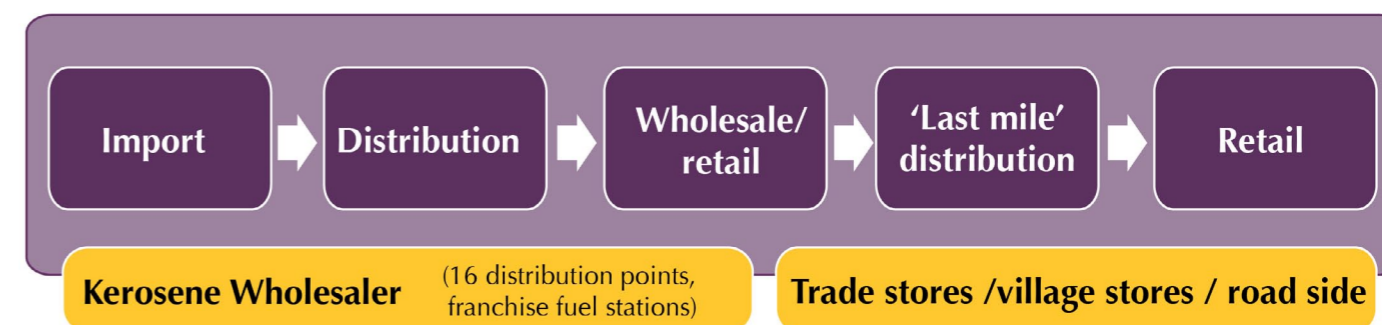 Import
Distribution
Wholesale/
retail
‘Last mile’
distribution
Retail
Kerosene Wholesaler
(16 distribution points,
franchise fuel stations)
Trade stores /village stores / road side